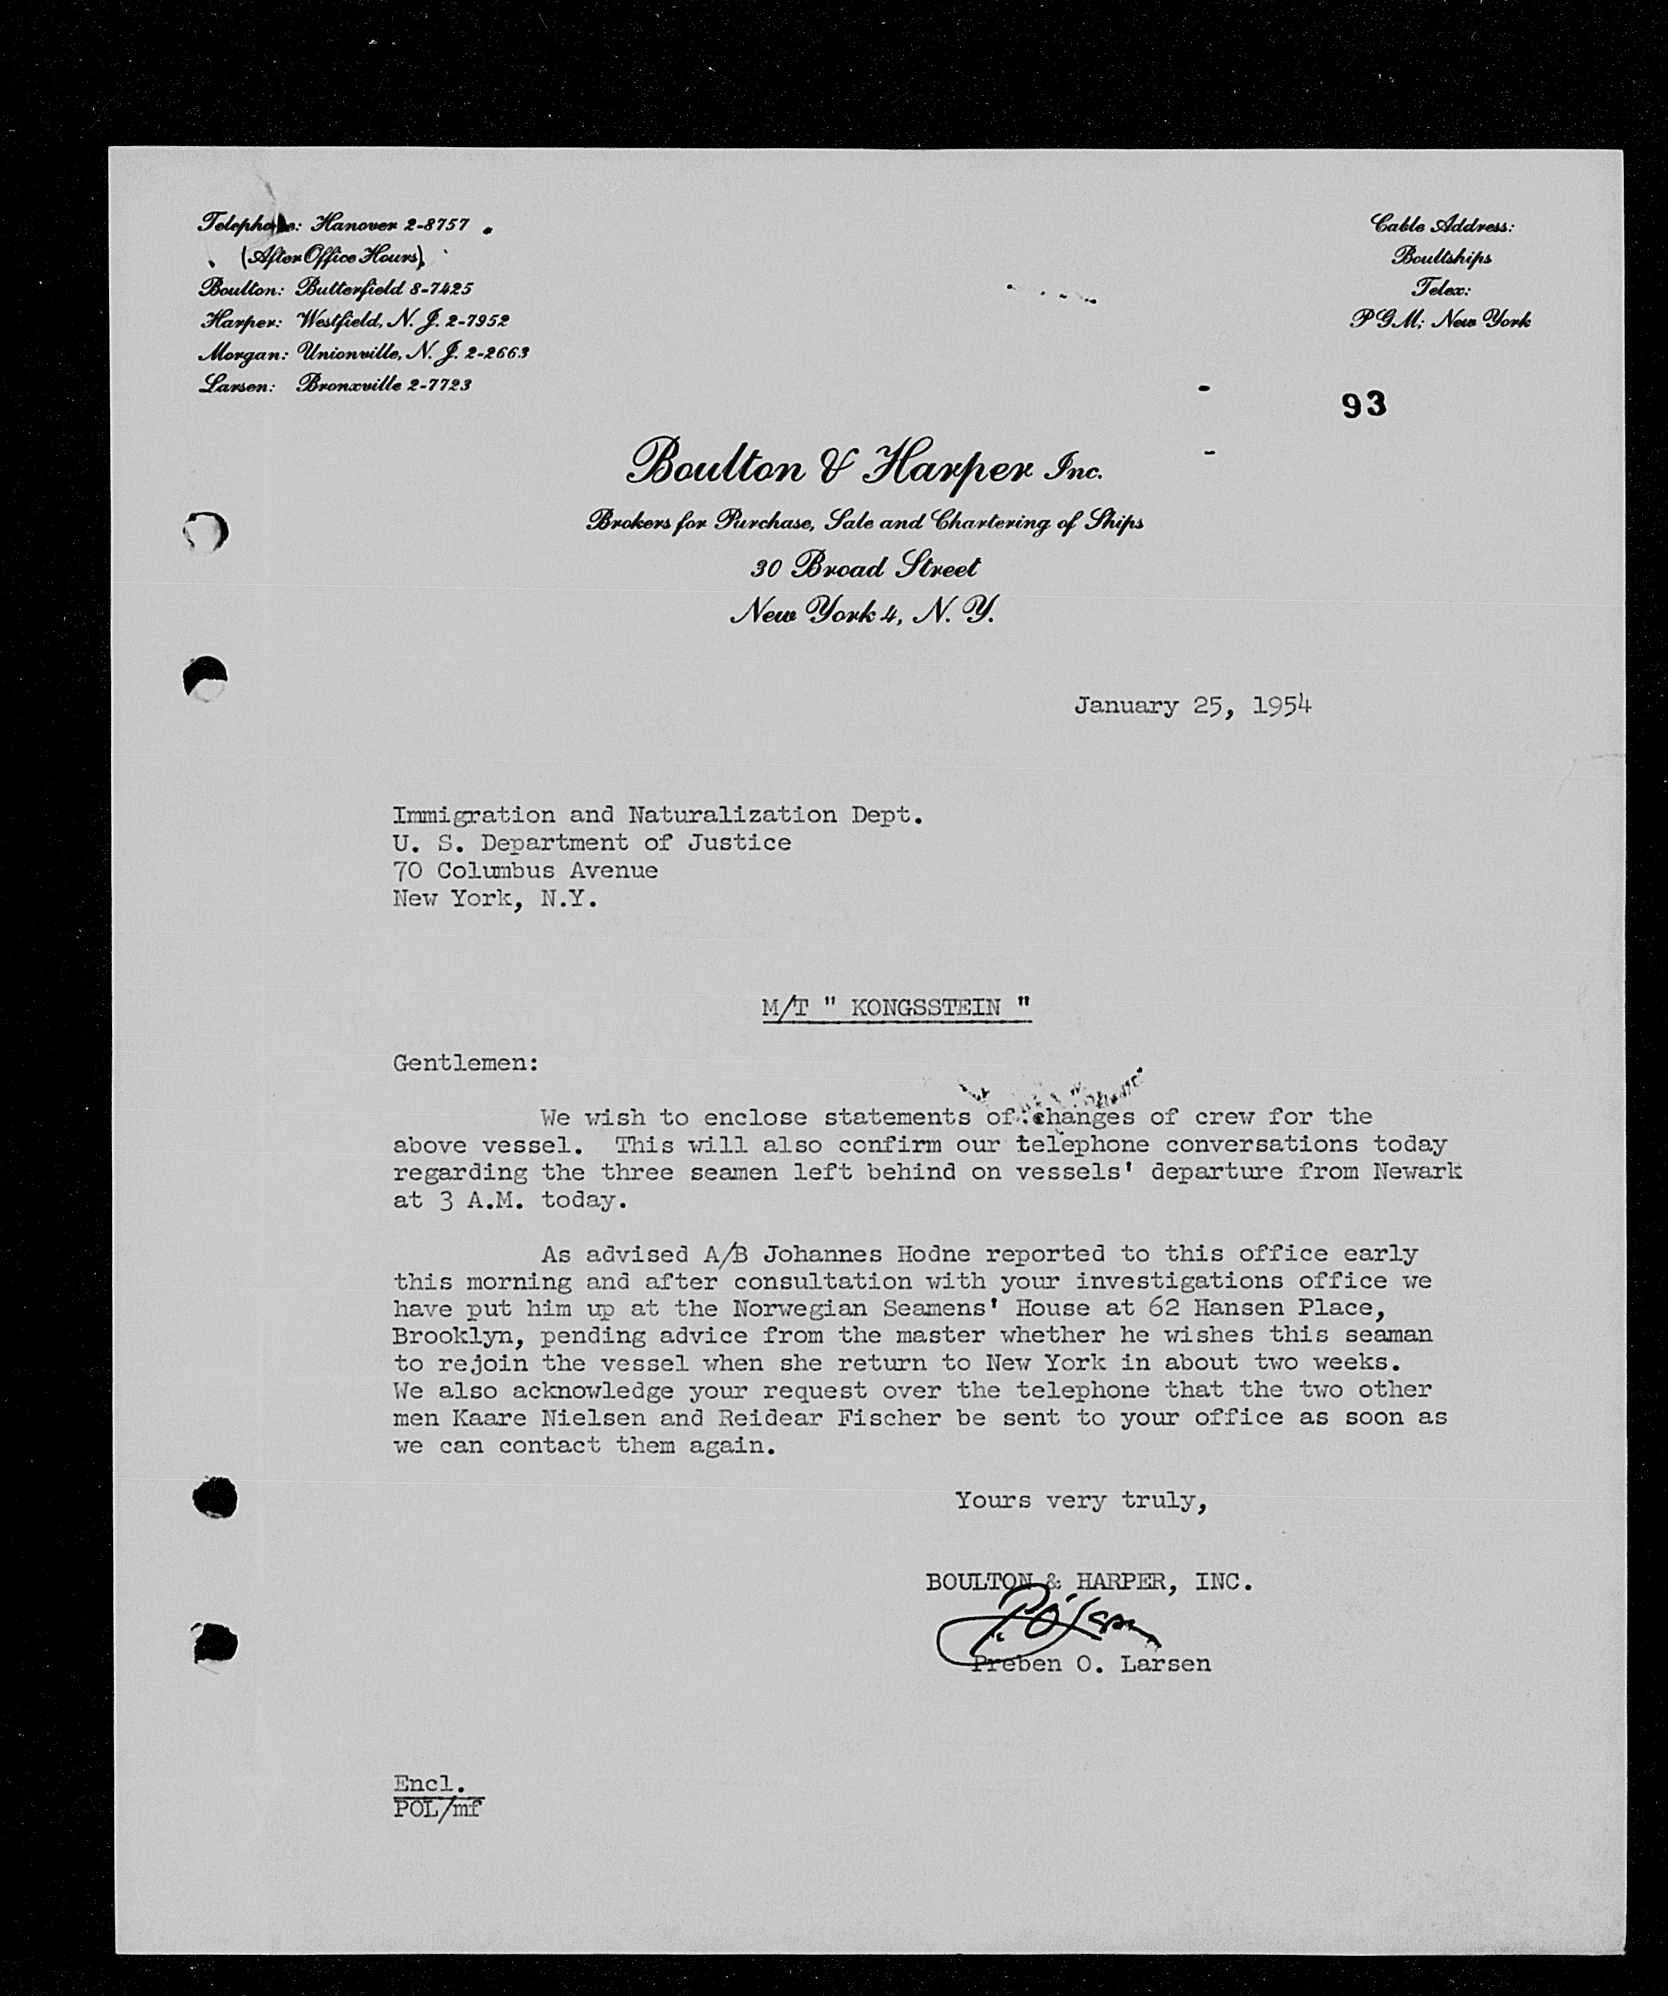 Telephone: Hanover 2-8757
(After Office Hours)
Boulton: Butterfield 8-7425
Harper: Westfield, N. J. 2-7952
Morgan: Unionville, N. J. 2-2663
Larsen: Bronxville 2-7723
Cable Address:
Boultships
Telex:
PGM; New York
93
Boulton & Harper Inc.
Brokers for Purchase, Sale and Chartering of Ships
30 Broad Street
New York 4, N. Y.
January 25, 1954
Immigration and Naturalization Dept.
U. S. Department of Justice
70 Columbus Avenue
New York, N.Y.
M/T " KONGSSTEIN "
Gentlemen:
We wish to enclose statements of changes of crew for the
above vessel. This will also confirm our telephone conversations today
regarding the three seamen left behind on vessels' departure from Newark
at 3 A.M. today.
As advised A/B Johannes Hodne reported to this office early
this morning and after consultation with your investigations office we
have put him up at the Norwegian Seamens' House at 62 Hansen Place,
Brooklyn, pending advice from the master whether he wishes this seaman
to rejoin the vessel when she return to New York in about two weeks.
We also acknowledge your request over the telephone that the two other
men Kaare Nielsen and Reidear Fischer be sent to your office as soon as
we can contact them again.
Yours very truly,
BOULTON & HARPER, INC.
Preben O. Larsen
Encl.
POL/mf